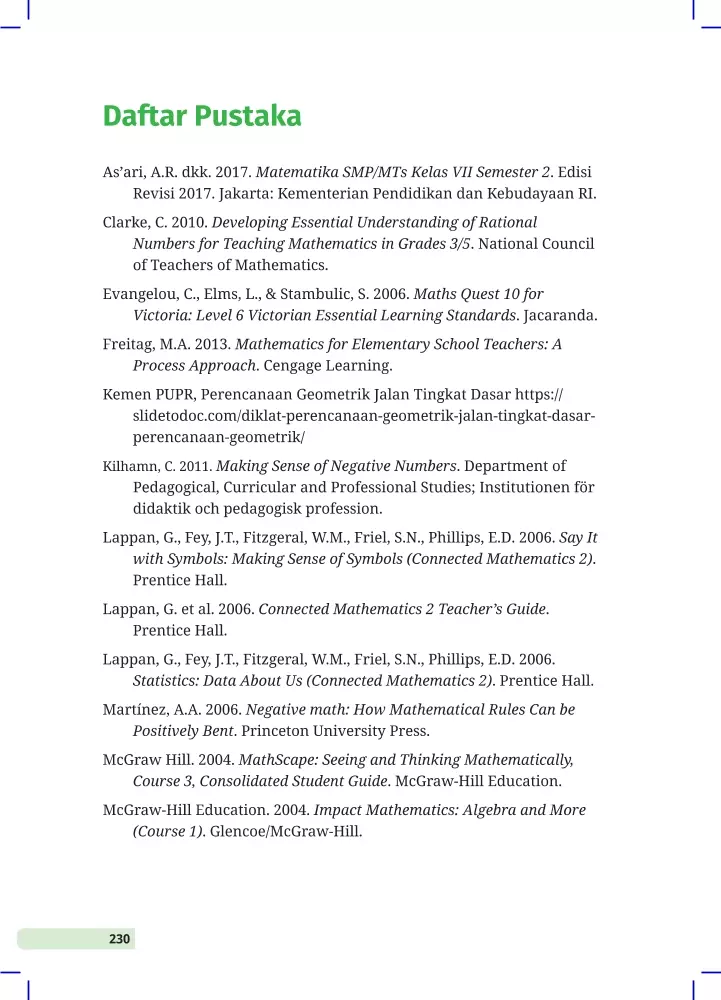 Daftar Pustaka
As’ari, A.R. dkk. 2017. Matematika SMP/MTs Kelas VII Semester 2. Edisi
Revisi 2017. Jakarta: Kementerian Pendidikan dan Kebudayaan RI.
Clarke, C. 2010. Developing Essential Understanding of Rational
Numbers for Teaching Mathematics in Grades 3/5. National Council
of Teachers of Mathematics.
Evangelou, C., Elms, L., & Stambulic, S. 2006. Maths Quest 10 for
Victoria: Level 6 Victorian Essential Learning Standards. Jacaranda.
Freitag, M.A. 2013. Mathematics for Elementary School Teachers: A
Process Approach. Cengage Learning.
Kemen PUPR, Perencanaan Geometrik Jalan Tingkat Dasar https://
slidetodoc.com/diklat-perencanaan-geometrik-jalan-tingkat-dasar-
perencanaan-geometrik/
Kilhamn, C. 2011. Making Sense of Negative Numbers. Department of
Pedagogical, Curricular and Professional Studies; Institutionen för
didaktik och pedagogisk profession.
Lappan, G., Fey, J.T., Fitzgeral, W.M., Friel, S.N., Phillips, E.D. 2006. Say It
with Symbols: Making Sense of Symbols (Connected Mathematics 2).
Prentice Hall.
Lappan, G. et al. 2006. Connected Mathematics 2 Teacher’s Guide.
Prentice Hall.
Lappan, G., Fey, J.T., Fitzgeral, W.M., Friel, S.N., Phillips, E.D. 2006.
Statistics: Data About Us (Connected Mathematics 2). Prentice Hall.
Martínez, A.A. 2006. Negative math: How Mathematical Rules Can be
Positively Bent. Princeton University Press.
McGraw Hill. 2004. MathScape: Seeing and Thinking Mathematically,
Course 3, Consolidated Student Guide. McGraw-Hill Education.
McGraw-Hill Education. 2004. Impact Mathematics: Algebra and More
(Course 1). Glencoe/McGraw-Hill.
230